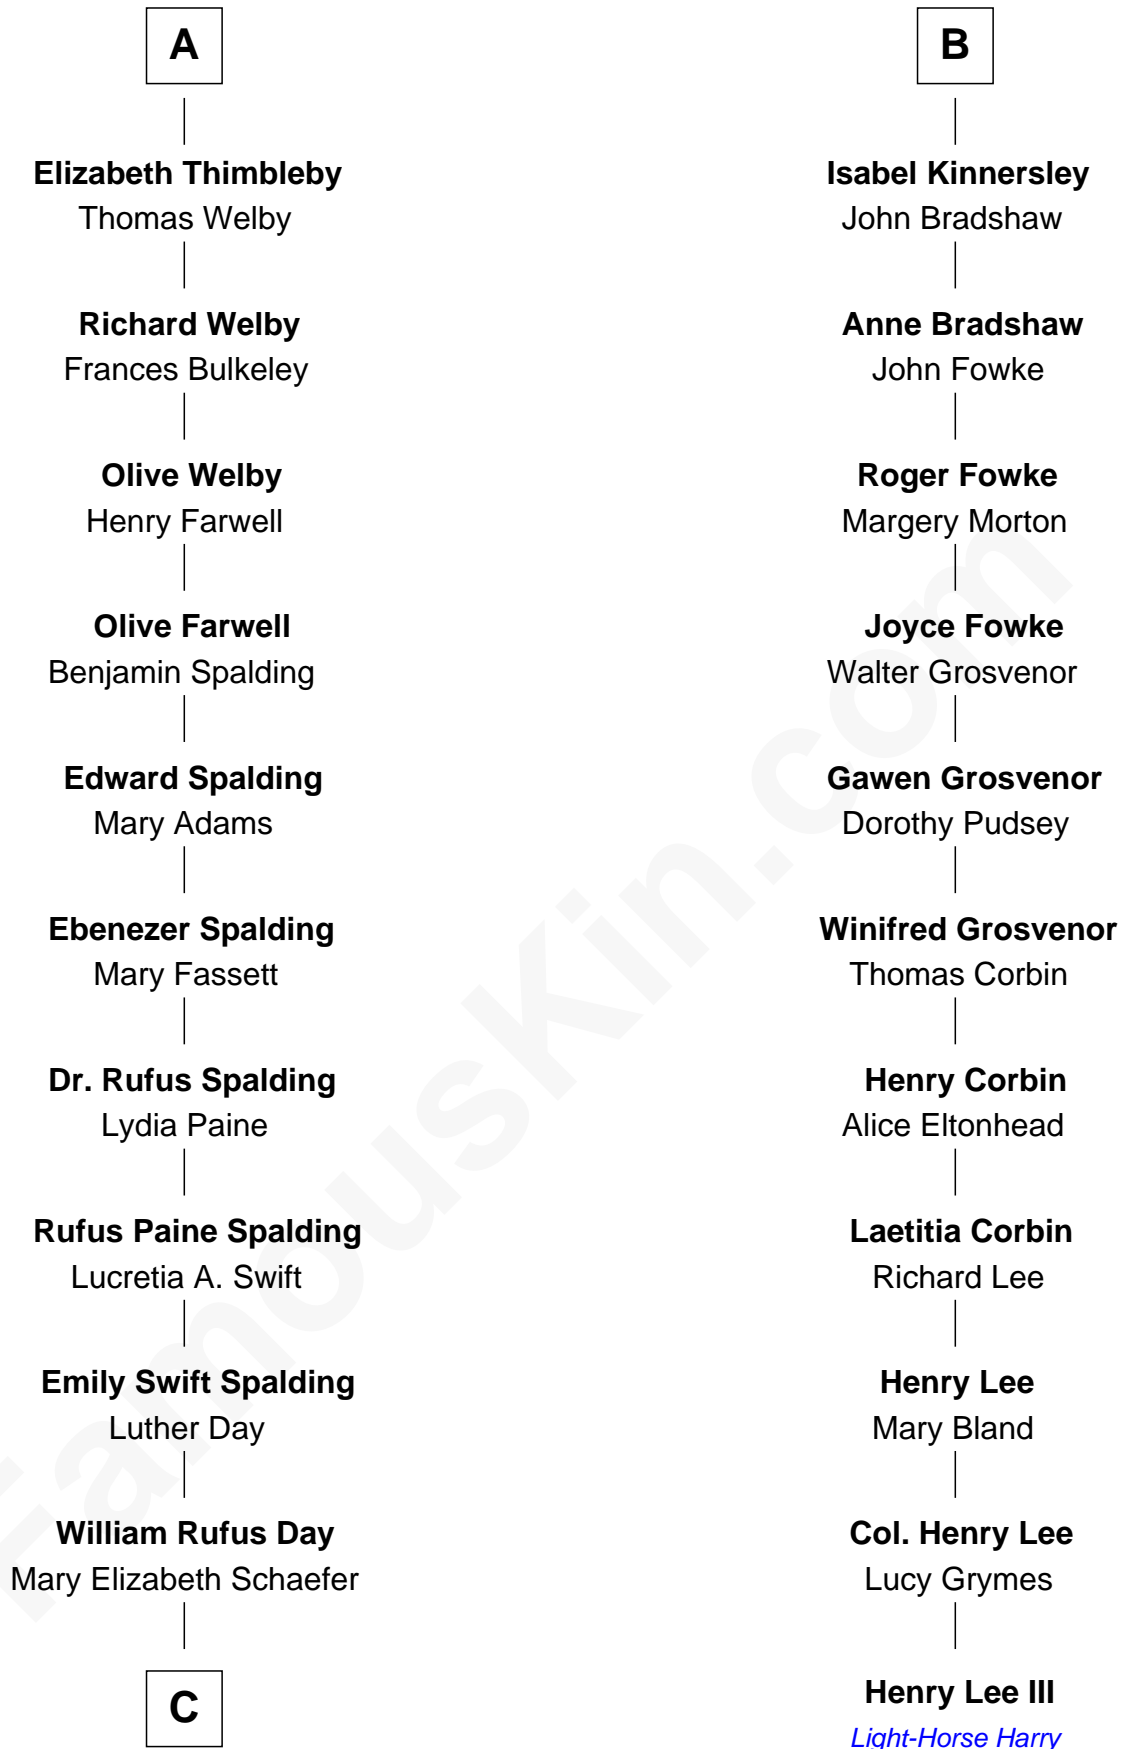 A
Elizabeth Thimbleby
Thomas Welby
Richard Welby
Frances Bulkeley
Olive Welby
Henry Farwell
Olive Farwell
Benjamin Spalding
Edward Spalding
Mary Adams
Ebenezer Spalding
Mary Fassett
Dr. Rufus Spalding
Lydia Paine
Rufus Paine Spalding
Lucretia A. Swift
Emily Swift Spalding
Luther Day
William Rufus Day
Mary Elizabeth Schaefer
C
B
Isabel Kinnersley
John Bradshaw
Anne Bradshaw
John Fowke
Roger Fowke
Margery Morton
Joyce Fowke
Walter Grosvenor
Gawen Grosvenor
Dorothy Pudsey
Winifred Grosvenor
Thomas Corbin
Henry Corbin
Alice Eltonhead
Laetitia Corbin
Richard Lee
Henry Lee
Mary Bland
Col. Henry Lee
Lucy Grymes
Henry Lee III
Light-Horse Harry
FamousKin.com